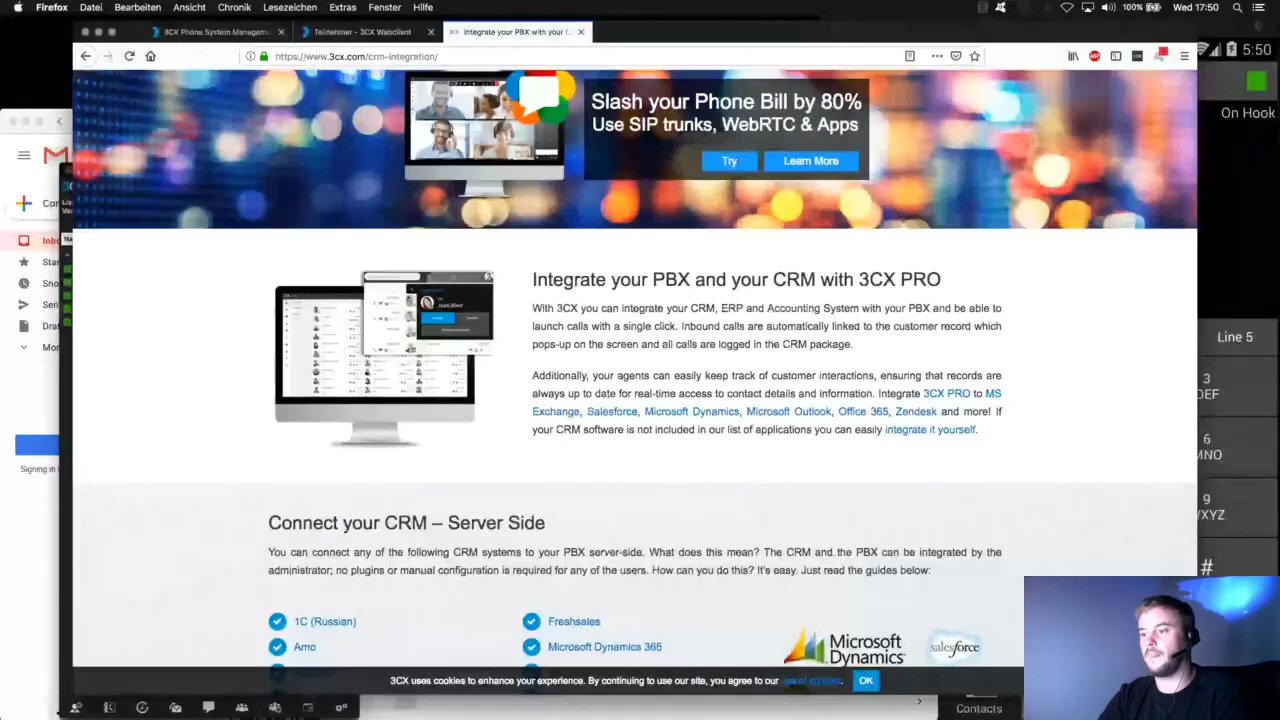 Firefox Datei Bearbeiten Ansicht Chronik Lesezeichen Extras Fenster Hilfe 100% Wed 17:50
3CX Phone System Managem
Teilnehmer - 3CX Webclient
Integrate your PBX with your C
5:50
https://www.3cx.com/crm-integration/
On Hook
Slash your Phone Bill by 80%
Use SIP trunks, WebRTC & Apps
Try
Learn More
Inb
Sen
Line 5
3
DEF
6
MNO
9
#
Signing in
Integrate your PBX and your CRM with 3CX PRO
With 3CX you can integrate your CRM, ERP and Accounting System with your PBX and be able to
launch calls with a single click. Inbound calls are automatically linked to the customer record which
pops-up on the screen and all calls are logged in the CRM package.
Additionally, your agents can easily keep track of customer interactions, ensuring that records are
always up to date for real-time access to contact details and information. Integrate 3CX PRO to MS
Exchange, Salesforce, Microsoft Dynamics, Microsoft Outlook, Office 365, Zendesk and more! If
your CRM software is not included in our list of applications you can easily integrate it yourself.
Connect your CRM – Server Side
You can connect any of the following CRM systems to your PBX server-side. What does this mean? The CRM and the PBX can be integrated by the
administrator; no plugins or manual configuration is required for any of the users. How can you do this? It's easy. Just read the guides below:
1C (Russian)
Freshsales
Amo
Microsoft Dynamics 365
Microsoft
Dynamics
salesforce
3CX uses cookies to enhance your experience. By continuing to use our site, you agree to our use of cookies. OK
Contacts